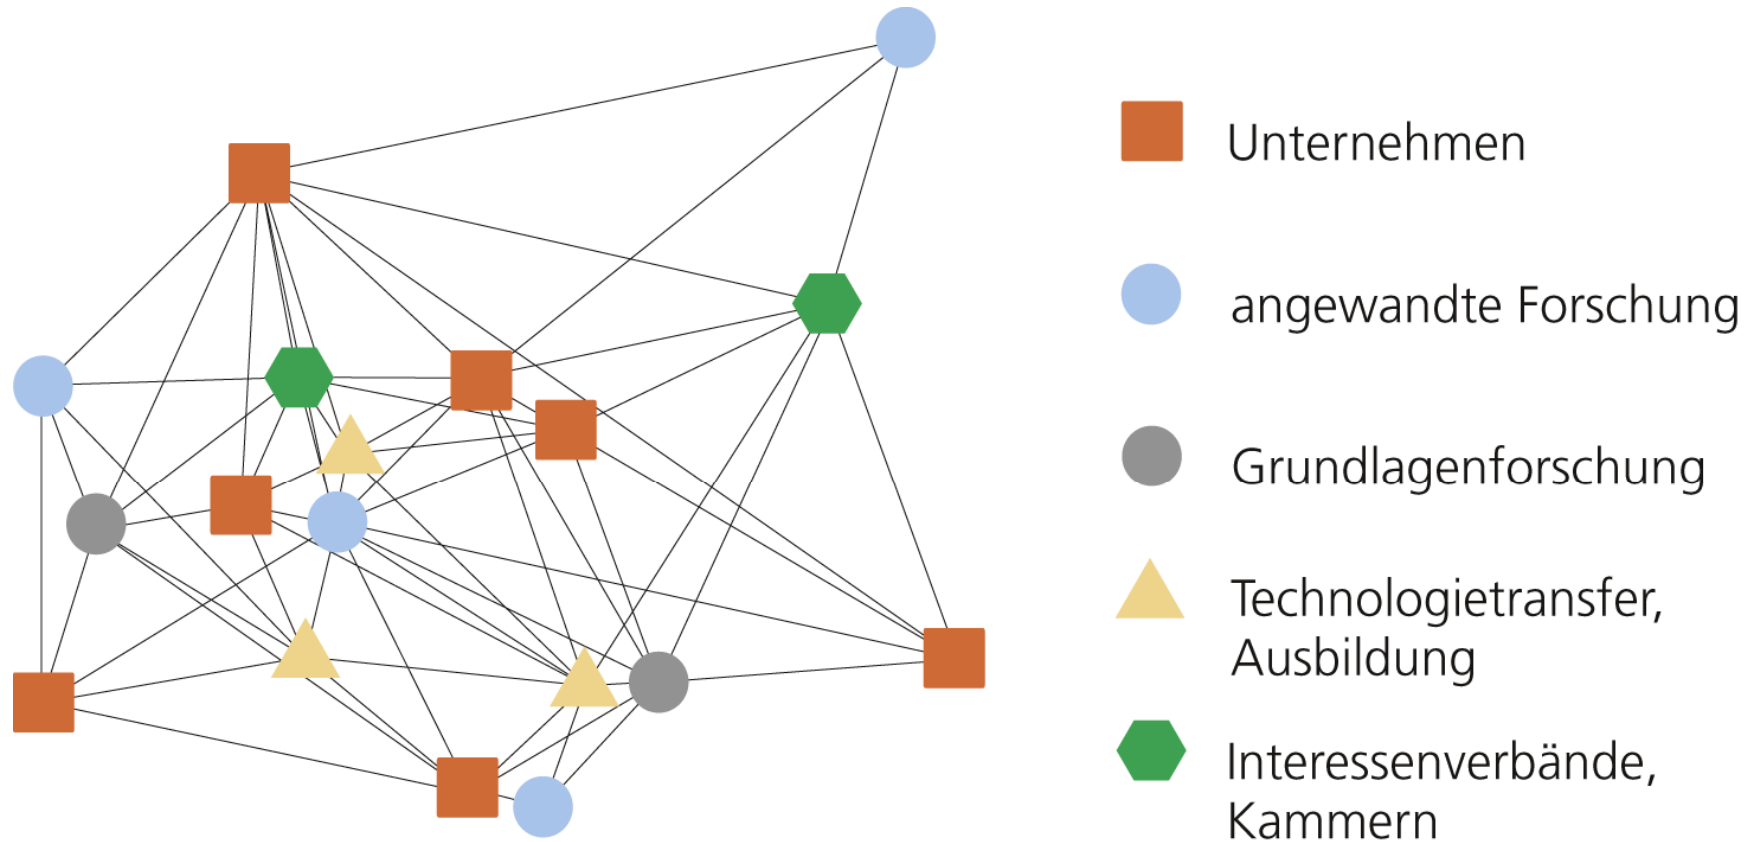 Unternehmen
angewandte Forschung
Grundlagenforschung
Technologietransfer,
Ausbildung
Interessenverbände,
Kammern